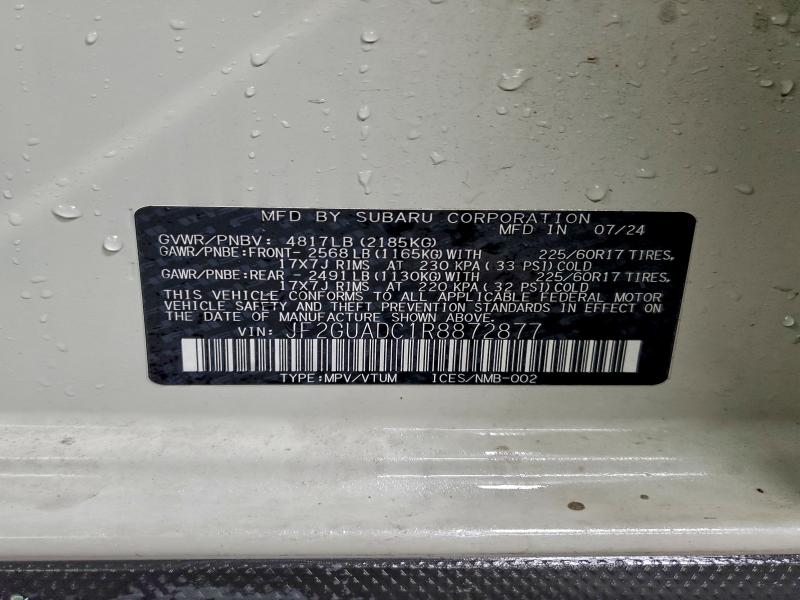 MFD BY SUBARU CORPORATION
MFD IN 07/24
GVWR/PNBV: 4817LB (2185KG)
GAWR/PNBE:FRONT- 2568LB (1165KG) WITH 225/60R17 TIRES,
17X7J RIMS AT 230 KPA( 33 PSI)COLD
GAWR/PNBE:REAR - 2491LB (1130KG) WITH 225/60R17 TIRES,
17X7J RIMS AT 220 KPA( 32 PSI)COLD
THIS VEHICLE CONFORMS TO ALL APPLICABLE FEDERAL MOTOR
VEHICLE SAFETY AND THEFT PREVENTION STANDARDS IN EFFECT ON
THE DATE OF MANUFACTURE SHOWN ABOVE.
VIN: JF2GUADC1R8872877
TYPE:MPV/VTUM ICES/NMB-002